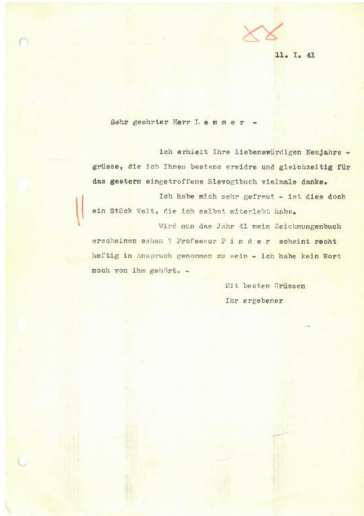 11. I. 41
Sehr geehrter Herr L e m m e r -
ich erhielt Ihre liebenswürdigen Neujahrs-
grüsse, die ich Ihnen bestens erwidre und gleichzeitig für
das gestern eingetroffene Slevogtbuch vielmals danke.
Ich habe mich sehr gefreut - ist dies doch
ein Stück Welt, die ich selbst miterlebt habe.
Wird nun das Jahr 41 mein Zeichnungenbuch
erscheinen sehen ? Professor P i n d e r scheint recht
heftig in Anspruch genommen zu sein - ich habe kein Wort
noch von ihm gehört. -
Mit besten Grüssen
Ihr ergebener